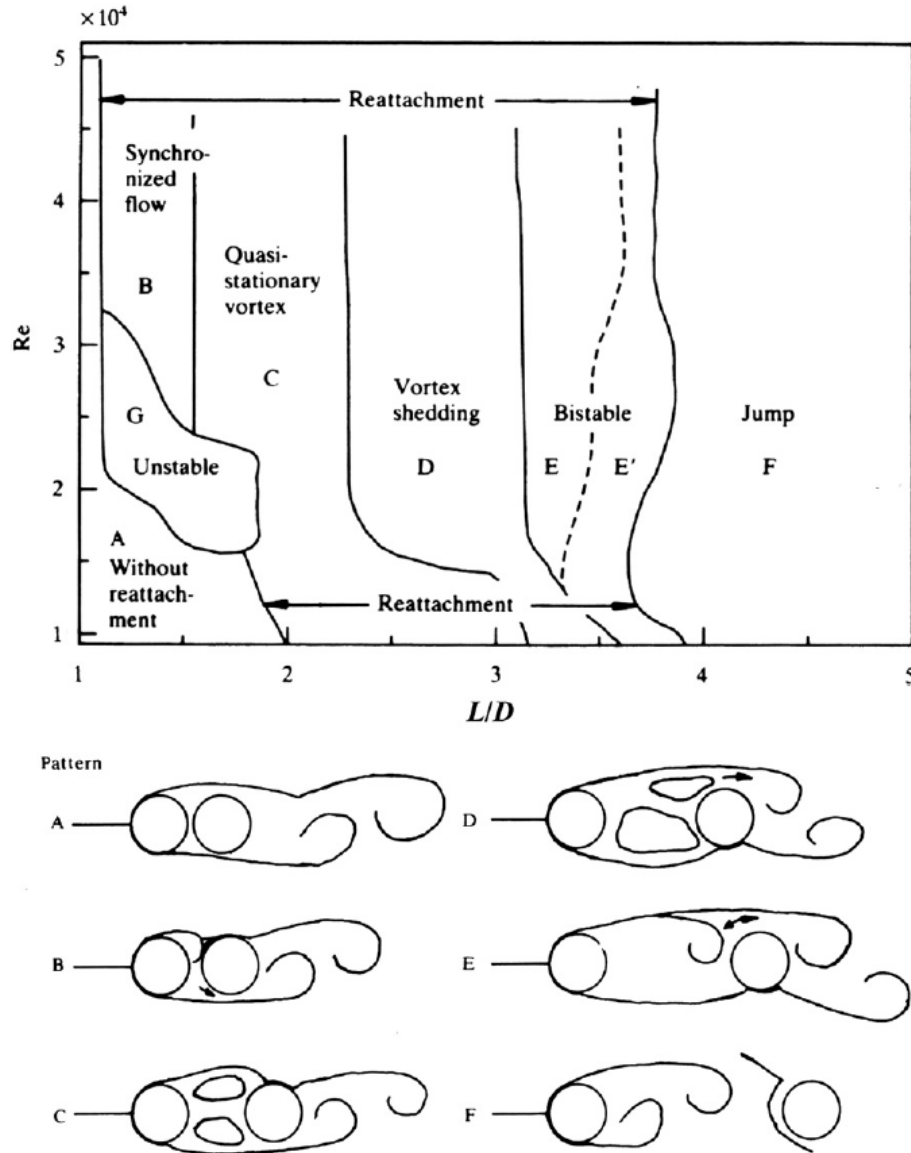 ×10⁴
5
Reattachment
Synchro-
nized
flow
4
B
Quasi-
stationary
vortex
Re
3
C
G
Vortex
shedding
Bistable
Jump
Unstable
D
E
E'
F
2
A
Without
reattach-
ment
Reattachment
1
1
2
3
4
5
L/D
Pattern
A
D
B
E
C
F